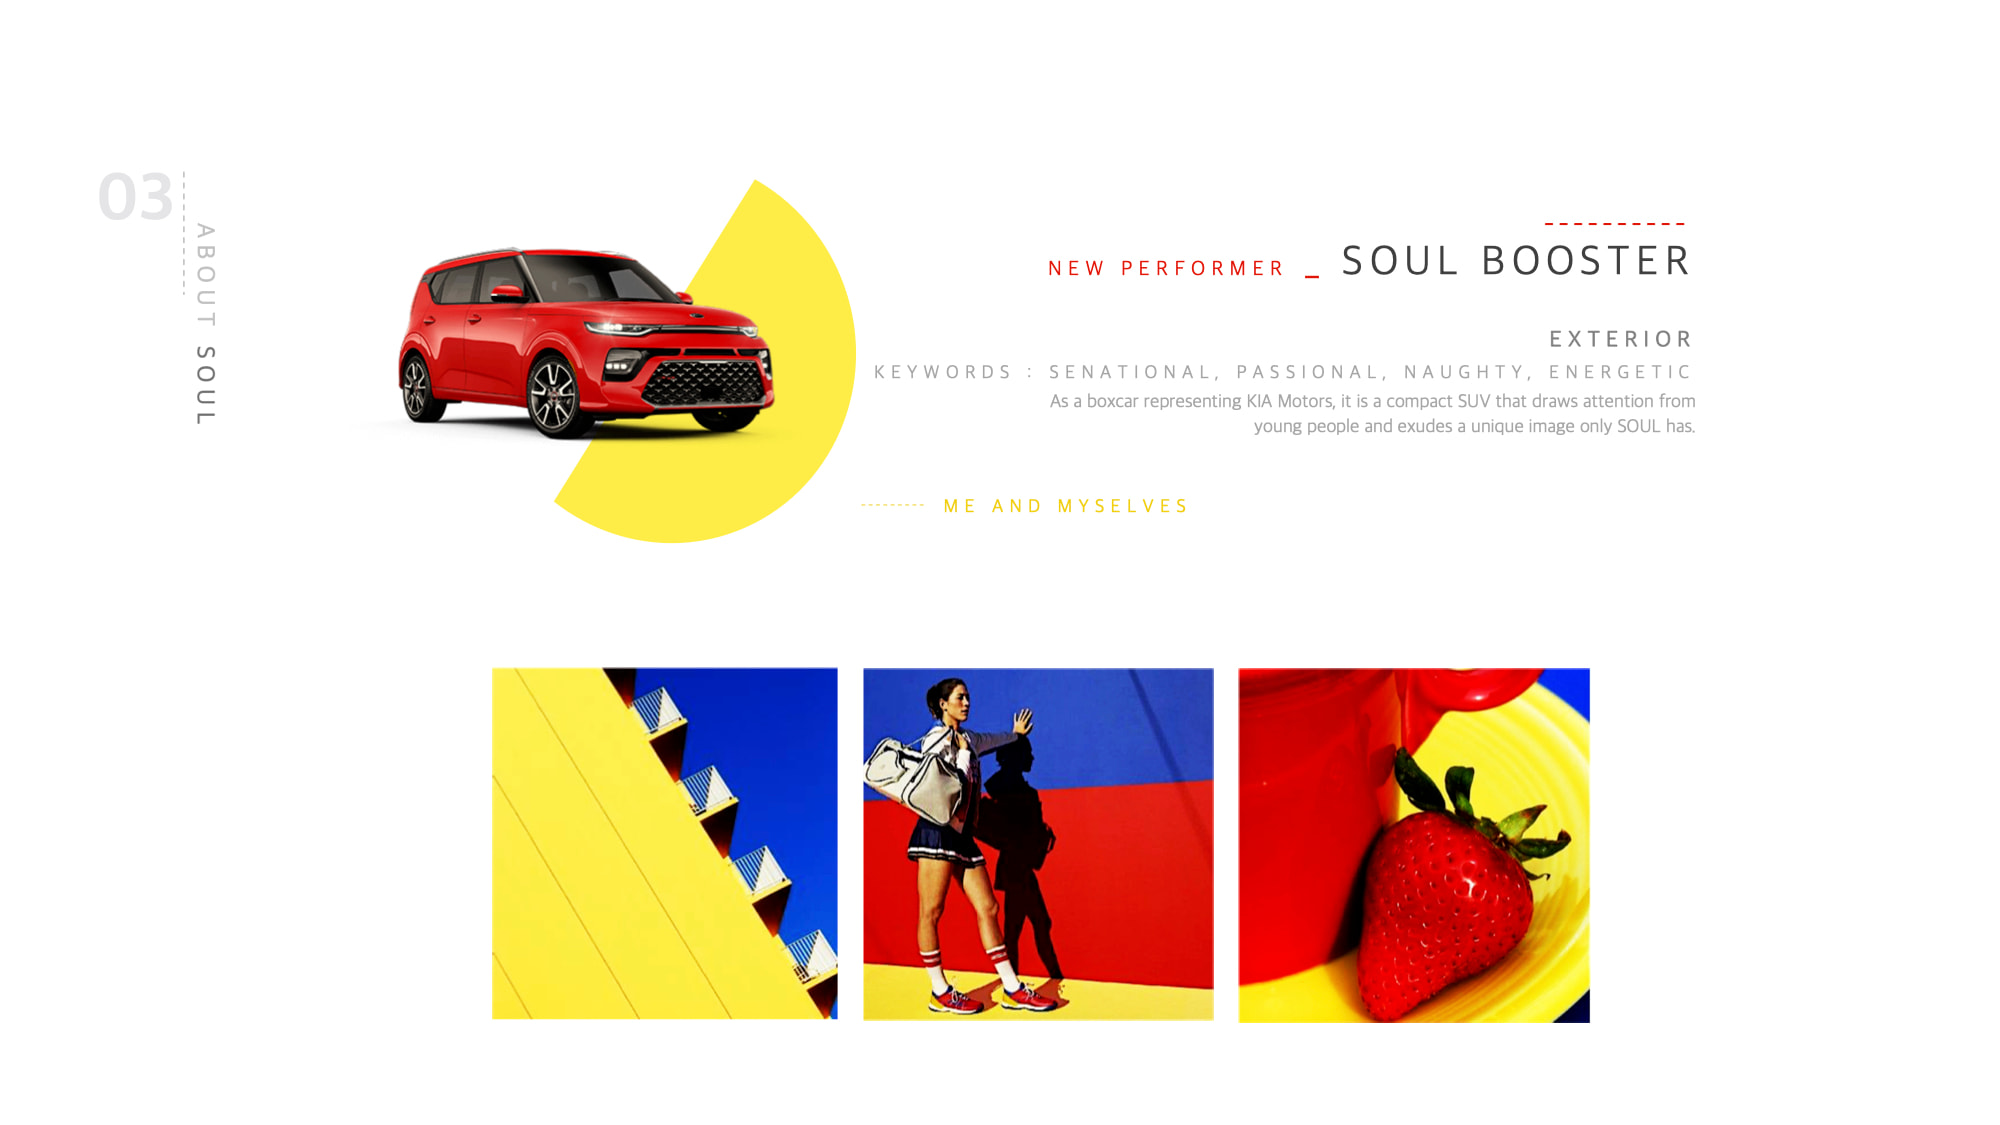 03
ABOUT SOUL
NEW PERFORMER _ SOUL BOOSTER
EXTERIOR
KEYWORDS : SENATIONAL, PASSIONAL, NAUGHTY, ENERGETIC
As a boxcar representing KIA Motors, it is a compact SUV that draws attention from
young people and exudes a unique image only SOUL has.
ME AND MYSELVES